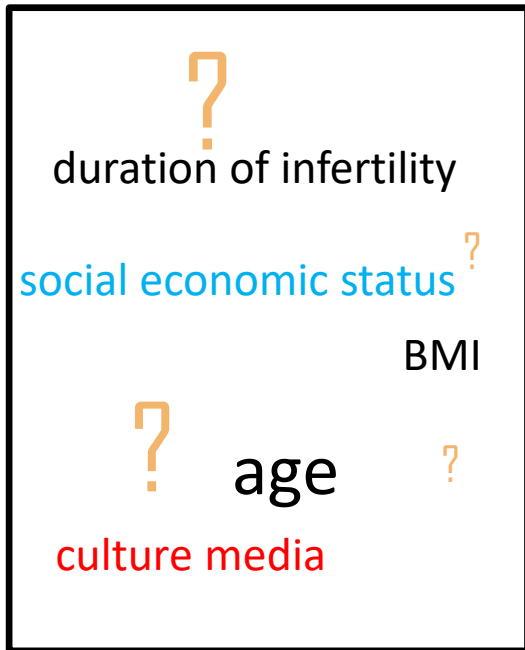 ?
duration of infertility
?
social economic status
BMI
?
age
?
culture media